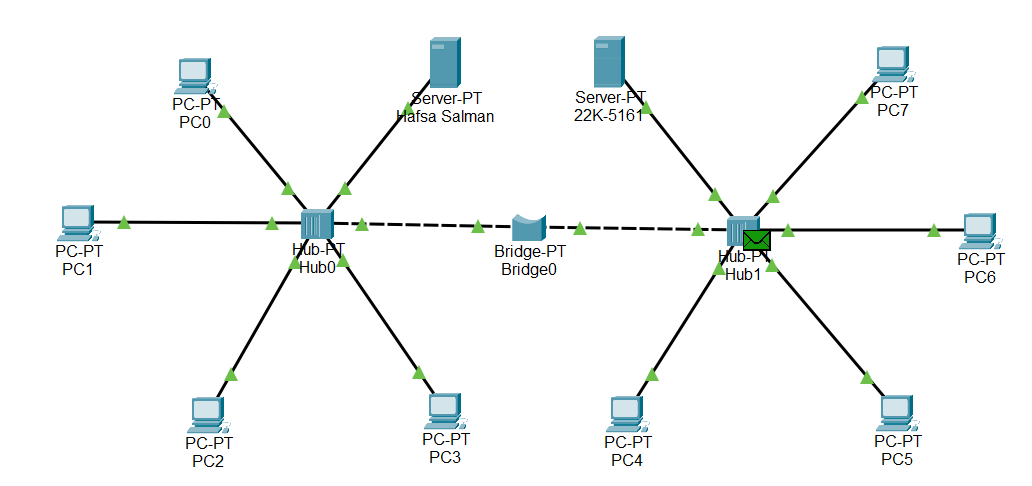 PC-PT
PC0
Server-PT
Hafsa Salman
Server-PT
22K-5161
PC-PT
PC7
PC-PT
PC1
Hub-PT
Hub0
Bridge-PT
Bridge0
Hub-PT
Hub1
PC-PT
PC6
PC-PT
PC2
PC-PT
PC3
PC-PT
PC4
PC-PT
PC5